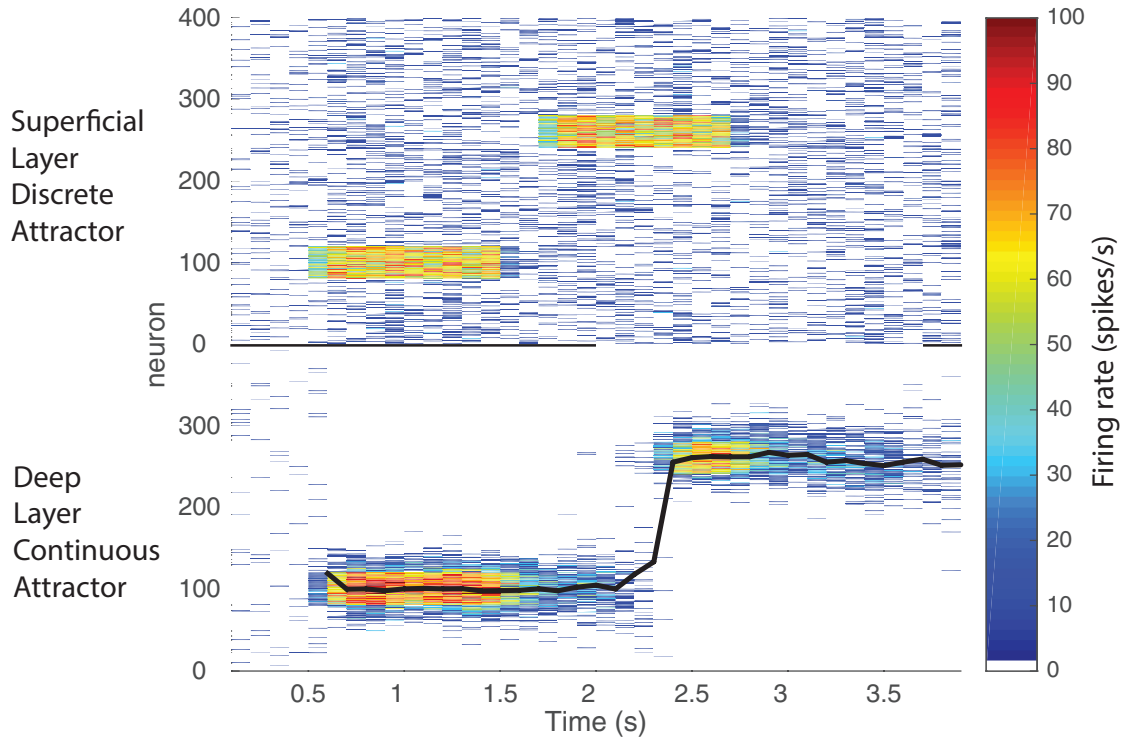 Superficial
Layer
Discrete
Attractor
400
300
200
100
0
neuron
Deep
Layer
Continuous
Attractor
300
200
100
0
0.5 1 1.5 2 2.5 3 3.5
Time (s)
100
90
80
70
60
50
40
30
20
10
0
Firing rate (spikes/s)